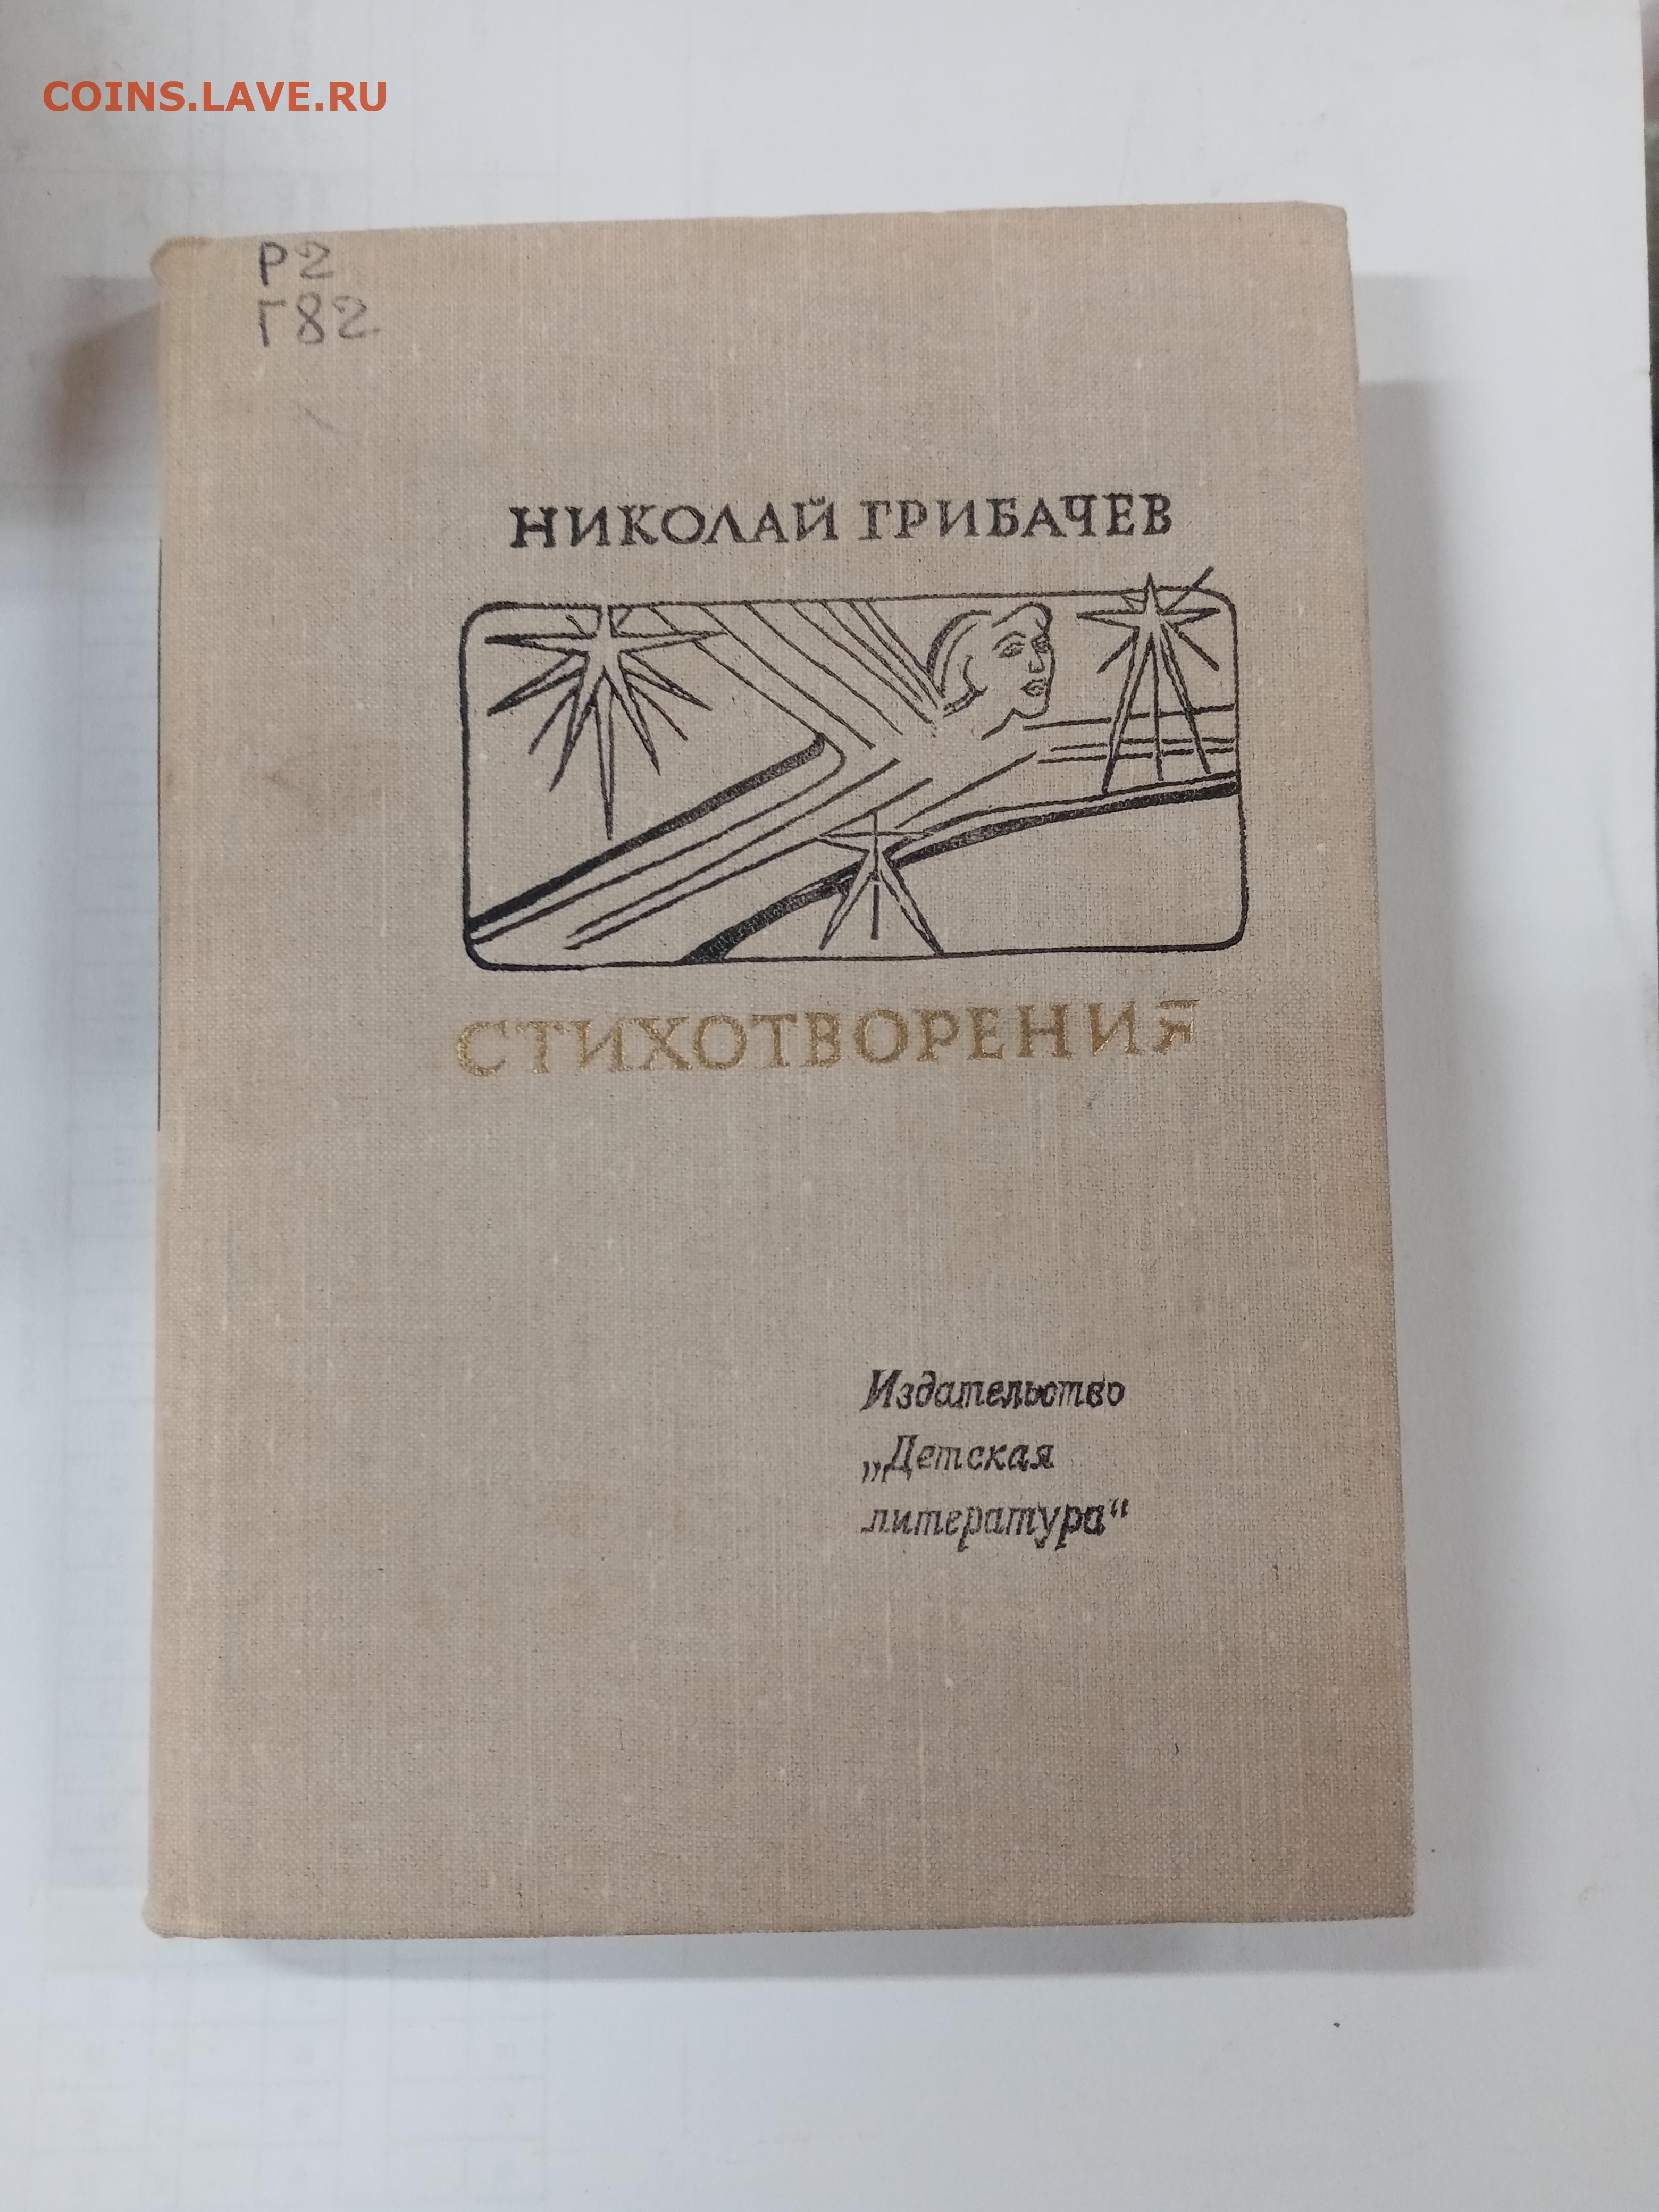 COINS.LAVE.RU
Р2
Г82
НИКОЛАЙ ГРИБАЧЕВ
СТИХОТВОРЕНИЯ
Издательство
„Детская
литература“